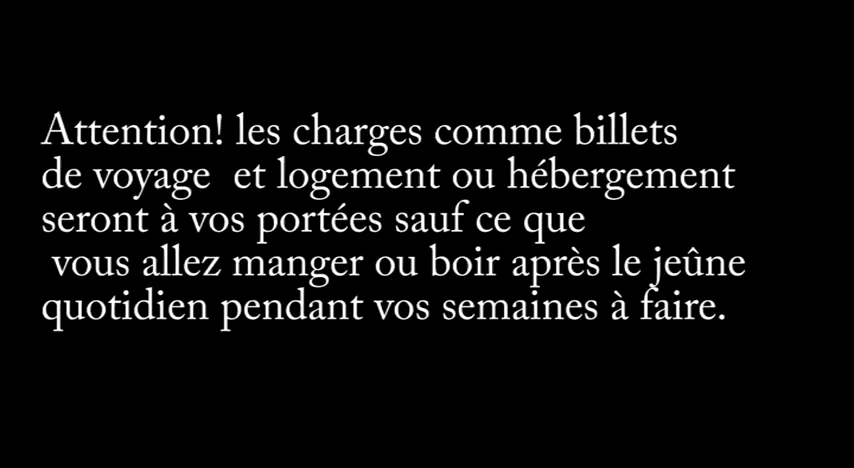 Attention! les charges comme billets
de voyage  et logement ou hébergement
seront à vos portées sauf ce que
vous allez manger ou boir après le jeûne
quotidien pendant vos semaines à faire.